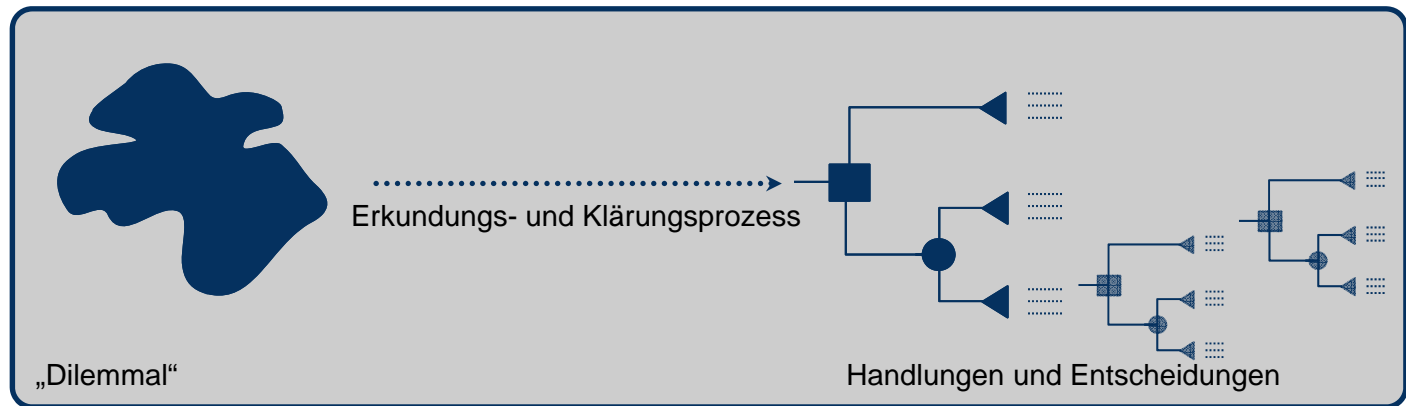 Erkundungs- und Klärungsprozess
„Dilemmal“
Handlungen und Entscheidungen